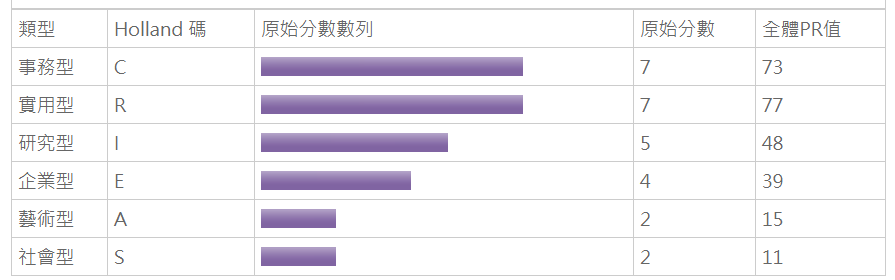 類型 Holland 碼 原始分數數列 原始分數 全體PR值
事務型 C 7 73
實用型 R 7 77
研究型 I 5 48
企業型 E 4 39
藝術型 A 2 15
社會型 S 2 11